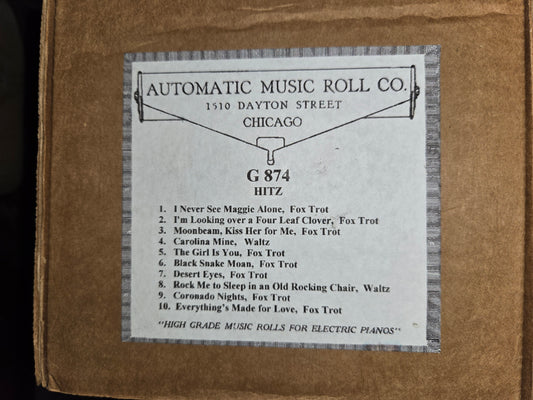 AUTOMATIC MUSIC ROLL CO.
1510 DAYTON STREET
CHICAGO
G 874
HITZ
1. I Never See Maggie Alone, Fox Trot
2. I'm Looking over a Four Leaf Clover, Fox Trot
3. Moonbeam, Kiss Her for Me, Fox Trot
4. Carolina Mine, Waltz
5. The Girl Is You, Fox Trot
6. Black Snake Moan, Fox Trot
7. Desert Eyes, Fox Trot
8. Rock Me to Sleep in an Old Rocking Chair, Waltz
9. Coronado Nights, Fox Trot
10. Everything's Made for Love, Fox Trot
"HIGH GRADE MUSIC ROLLS FOR ELECTRIC PIANOS"